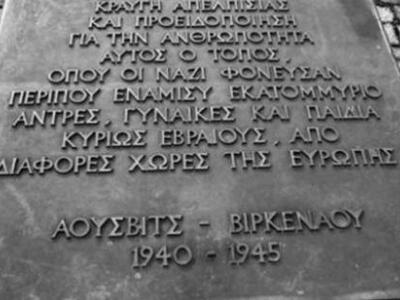 ΚΡΑΥΓΗ ΑΠΕΛΠΙΣΙΑΣ
ΚΑΙ ΠΡΟΕΙΔΟΠΟΙΗΣΗ
ΓΙΑ ΤΗΝ ΑΝΘΡΩΠΟΤΗΤΑ
ΑΥΤΟΣ Ο ΤΟΠΟΣ,
ΟΠΟΥ ΟΙ ΝΑΖΙ ΦΟΝΕΥΣΑΝ
ΠΕΡΙΠΟΥ ΕΝΑΜΙΣΥ ΕΚΑΤΟΜΜΥΡΙΟ
ΑΝΤΡΕΣ, ΓΥΝΑΙΚΕΣ ΚΑΙ ΠΑΙΔΙΑ
ΚΥΡΙΩΣ ΕΒΡΑΙΟΥΣ, ΑΠΟ
ΔΙΑΦΟΡΕΣ ΧΩΡΕΣ ΤΗΣ ΕΥΡΩΠΗΣ
ΑΟΥΣΒΙΤΣ - ΒΙΡΚΕΝΑΟΥ
1940 - 1945